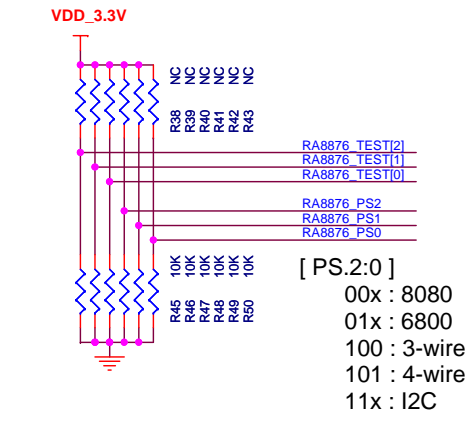 VDD_3.3V
NC
NC
NC
NC
NC
NC
R38
R39
R40
R41
R42
R43
RA8876_TEST[2]
RA8876_TEST[1]
RA8876_TEST[0]
RA8876_PS2
RA8876_PS1
RA8876_PS0
10K
10K
10K
10K
10K
10K
R45
R46
R47
R48
R49
R50
[ PS.2:0 ]
00x : 8080
01x : 6800
100 : 3-wire
101 : 4-wire
11x : I2C